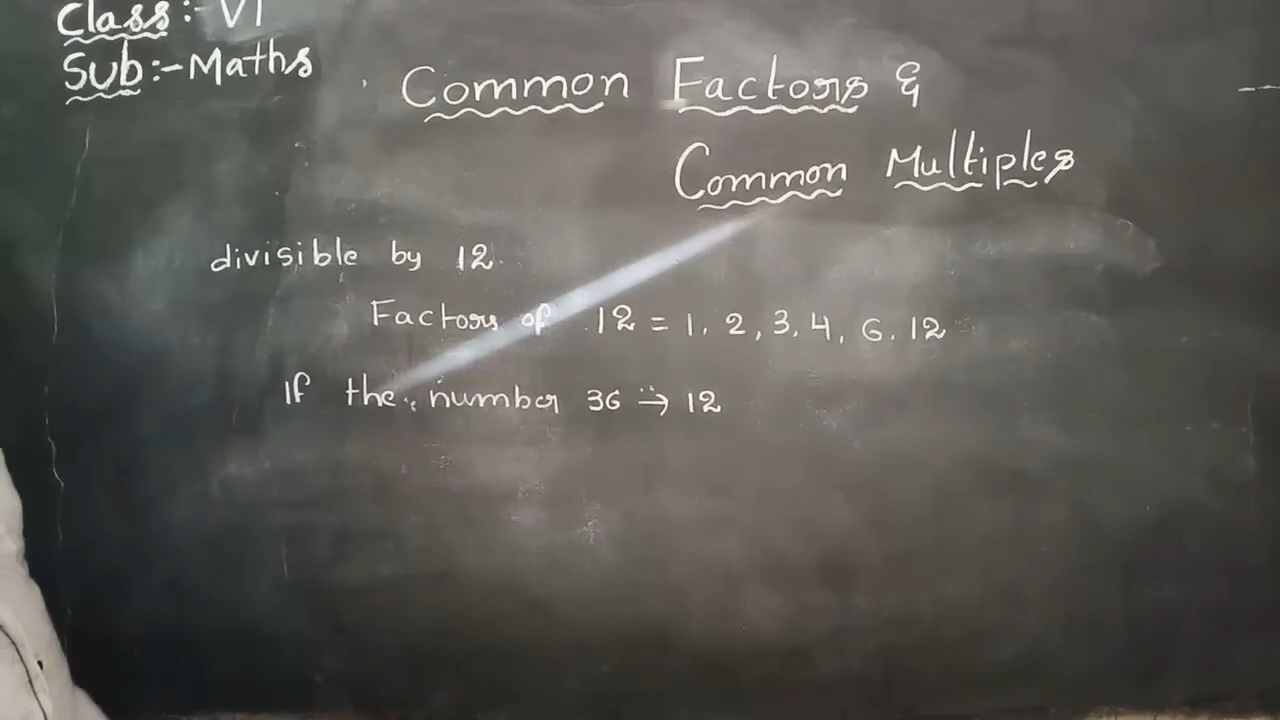 Class :- VI
Sub :- Maths
Common Factors &
Common Multiples
divisible by 12.
Factors of 12 = 1, 2, 3, 4, 6, 12
If the number 36 → 12